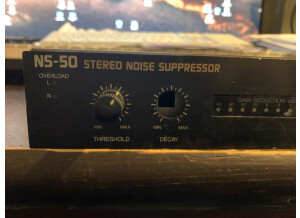 NS-50 STEREO NOISE SUPPRESSOR
OVERLOAD
L
R
GAIN REDUCTION
MIN MAX MIN MAX
THRESHOLD DECAY